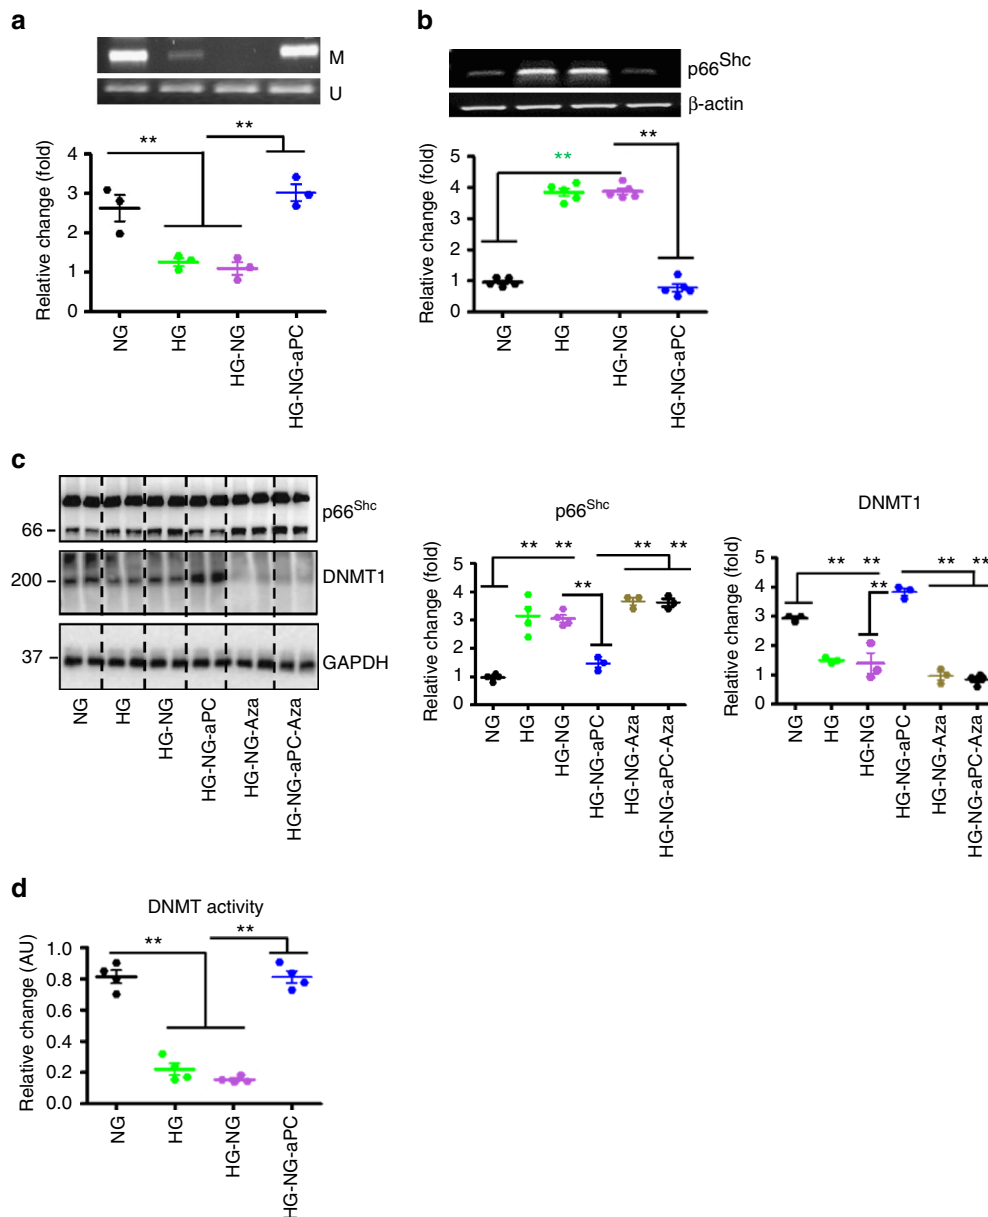 a
M
U
**
**
Relative change (fold)
4
3
2
1
0
NG
HG
HG-NG
HG-NG-aPC
b
p66Shc
β-actin
**
**
Relative change (fold)
5
4
3
2
1
0
NG
HG
HG-NG
HG-NG-aPC
c
p66Shc
66
DNMT1
200
GAPDH
37
NG
HG
HG-NG
HG-NG-aPC
HG-NG-Aza
HG-NG-aPC-Aza
p66Shc
** ** ** **
**
Relative change (fold)
5
4
3
2
1
0
NG
HG
HG-NG
HG-NG-aPC
HG-NG-Aza
HG-NG-aPC-Aza
DNMT1
** ** ** **
**
Relative change (fold)
5
4
3
2
1
0
NG
HG
HG-NG
HG-NG-aPC
HG-NG-Aza
HG-NG-aPC-Aza
d
DNMT activity
**
**
Relative change (AU)
1.0
0.8
0.6
0.4
0.2
0.0
NG
HG
HG-NG
HG-NG-aPC